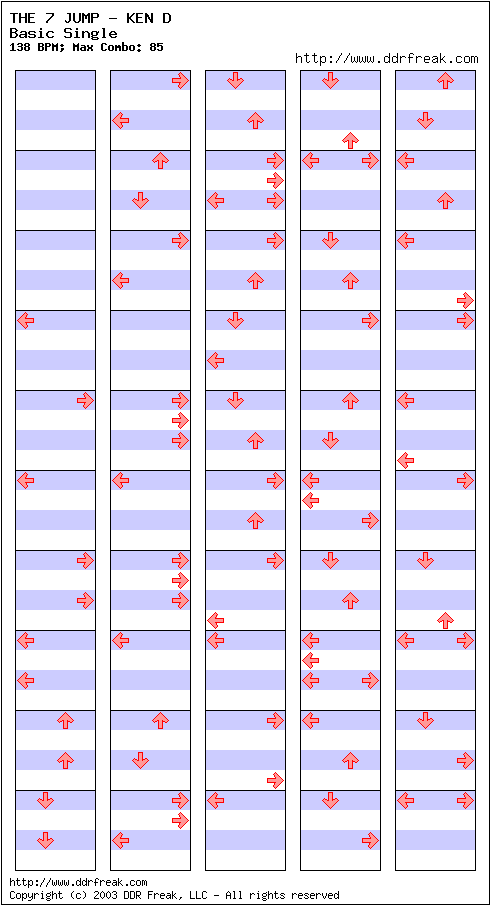 THE 7 JUMP - KEN D
Basic Single
138 BPM; Max Combo: 85
http://www.ddrfreak.com
http://www.ddrfreak.com
Copyright (c) 2003 DDR Freak, LLC - All rights reserved